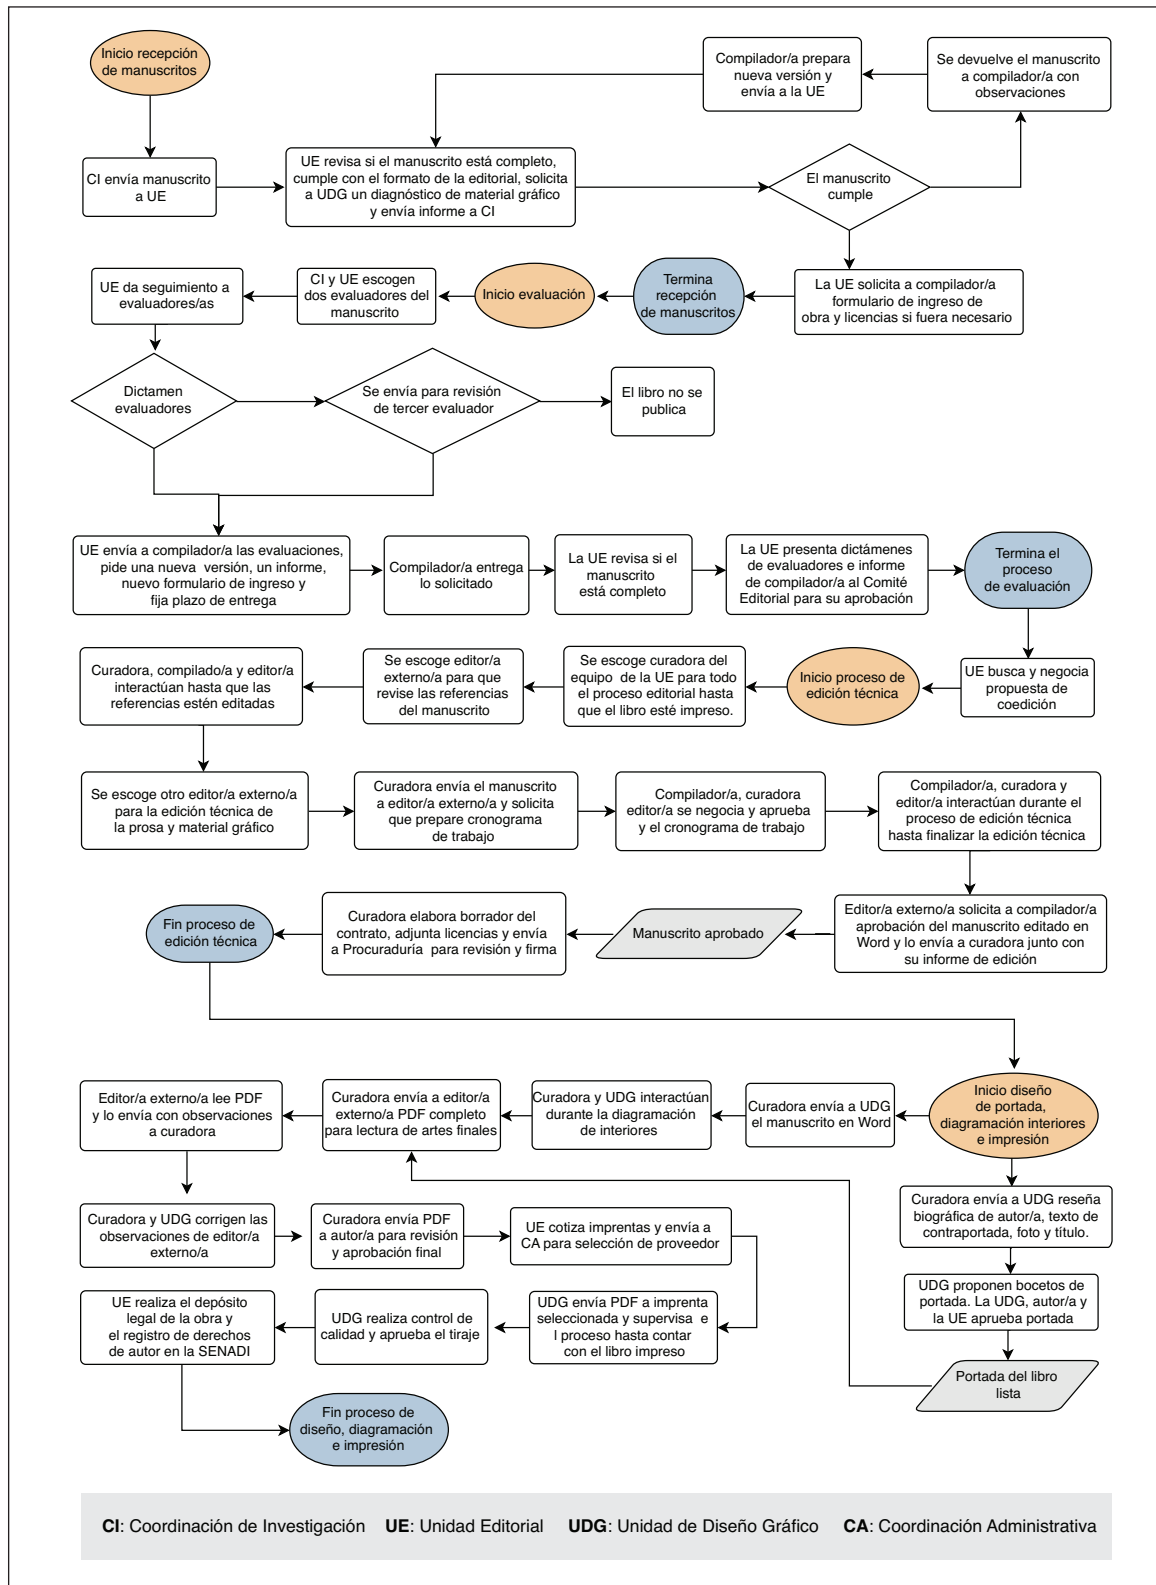 Inicio recepción
de manuscritos
CI envía manuscrito
a UE
UE revisa si el manuscrito está completo,
cumple con el formato de la editorial, solicita
a UDG un diagnóstico de material gráfico
y envía informe a CI
El manuscrito
cumple
Se devuelve el manuscrito
a compilador/a con
observaciones
Compilador/a prepara
nueva versión y
envía a la UE
La UE solicita a compilador/a
formulario de ingreso de
obra y licencias si fuera necesario
Termina
recepción
de manuscritos
Inicio evaluación
CI y UE escogen
dos evaluadores del
manuscrito
UE da seguimiento a
evaluadores/as
Dictamen
evaluadores
Se envía para revisión
de tercer evaluador
El libro no se
publica
UE envía a compilador/a las evaluaciones,
pide una nueva versión, un informe,
nuevo formulario de ingreso y
fija plazo de entrega
Compilador/a entrega
lo solicitado
La UE revisa si el
manuscrito
está completo
La UE presenta dictámenes
de evaluadores e informe
de compilador/a al Comité
Editorial para su aprobación
Termina el
proceso
de evaluación
UE busca y negocia
propuesta de
coedición
Inicio proceso de
edición técnica
Se escoge curadora del
equipo de la UE para todo
el proceso editorial hasta
que el libro esté impreso.
Se escoge editor/a
externo/a para que
revise las referencias
del manuscrito
Curadora, compilado/a y editor/a
interactúan hasta que las
referencias estén editadas
Se escoge otro editor/a externo/a
para la edición técnica de
la prosa y material gráfico
Curadora envía el manuscrito
a editor/a externo/a y solicita
que prepare cronograma
de trabajo
Compilador/a, curadora
editor/a se negocia y aprueba
y el cronograma de trabajo
Compilador/a, curadora y
editor/a interactúan durante el
proceso de edición técnica
hasta finalizar la edición técnica
Editor/a externo/a solicita a compilador/a
aprobación del manuscrito editado en
Word y lo envía a curadora junto con
su informe de edición
Manuscrito aprobado
Curadora elabora borrador del
contrato, adjunta licencias y envía
a Procuraduría para revisión y firma
Fin proceso de
edición técnica
Inicio diseño
de portada,
diagramación interiores
e impresión
Curadora envía a UDG
el manuscrito en Word
Curadora y UDG interactúan
durante la diagramación
de interiores
Curadora envía a editor/a
externo/a PDF completo
para lectura de artes finales
Editor/a externo/a lee PDF
y lo envía con observaciones
a curadora
Curadora envía a UDG reseña
biográfica de autor/a, texto de
contraportada, foto y título.
UDG proponen bocetos de
portada. La UDG, autor/a y
la UE aprueba portada
Portada del libro
lista
Curadora y UDG corrigen las
observaciones de editor/a
externo/a
Curadora envía PDF
a autor/a para revisión
y aprobación final
UE cotiza imprentas y envía a
CA para selección de proveedor
UDG envía PDF a imprenta
seleccionada y supervisa e
l proceso hasta contar
con el libro impreso
UDG realiza control de
calidad y aprueba el tiraje
UE realiza el depósito
legal de la obra y
el registro de derechos
de autor en la SENADI
Fin proceso de
diseño, diagramación
e impresión
CI: Coordinación de Investigación UE: Unidad Editorial UDG: Unidad de Diseño Gráfico CA: Coordinación Administrativa